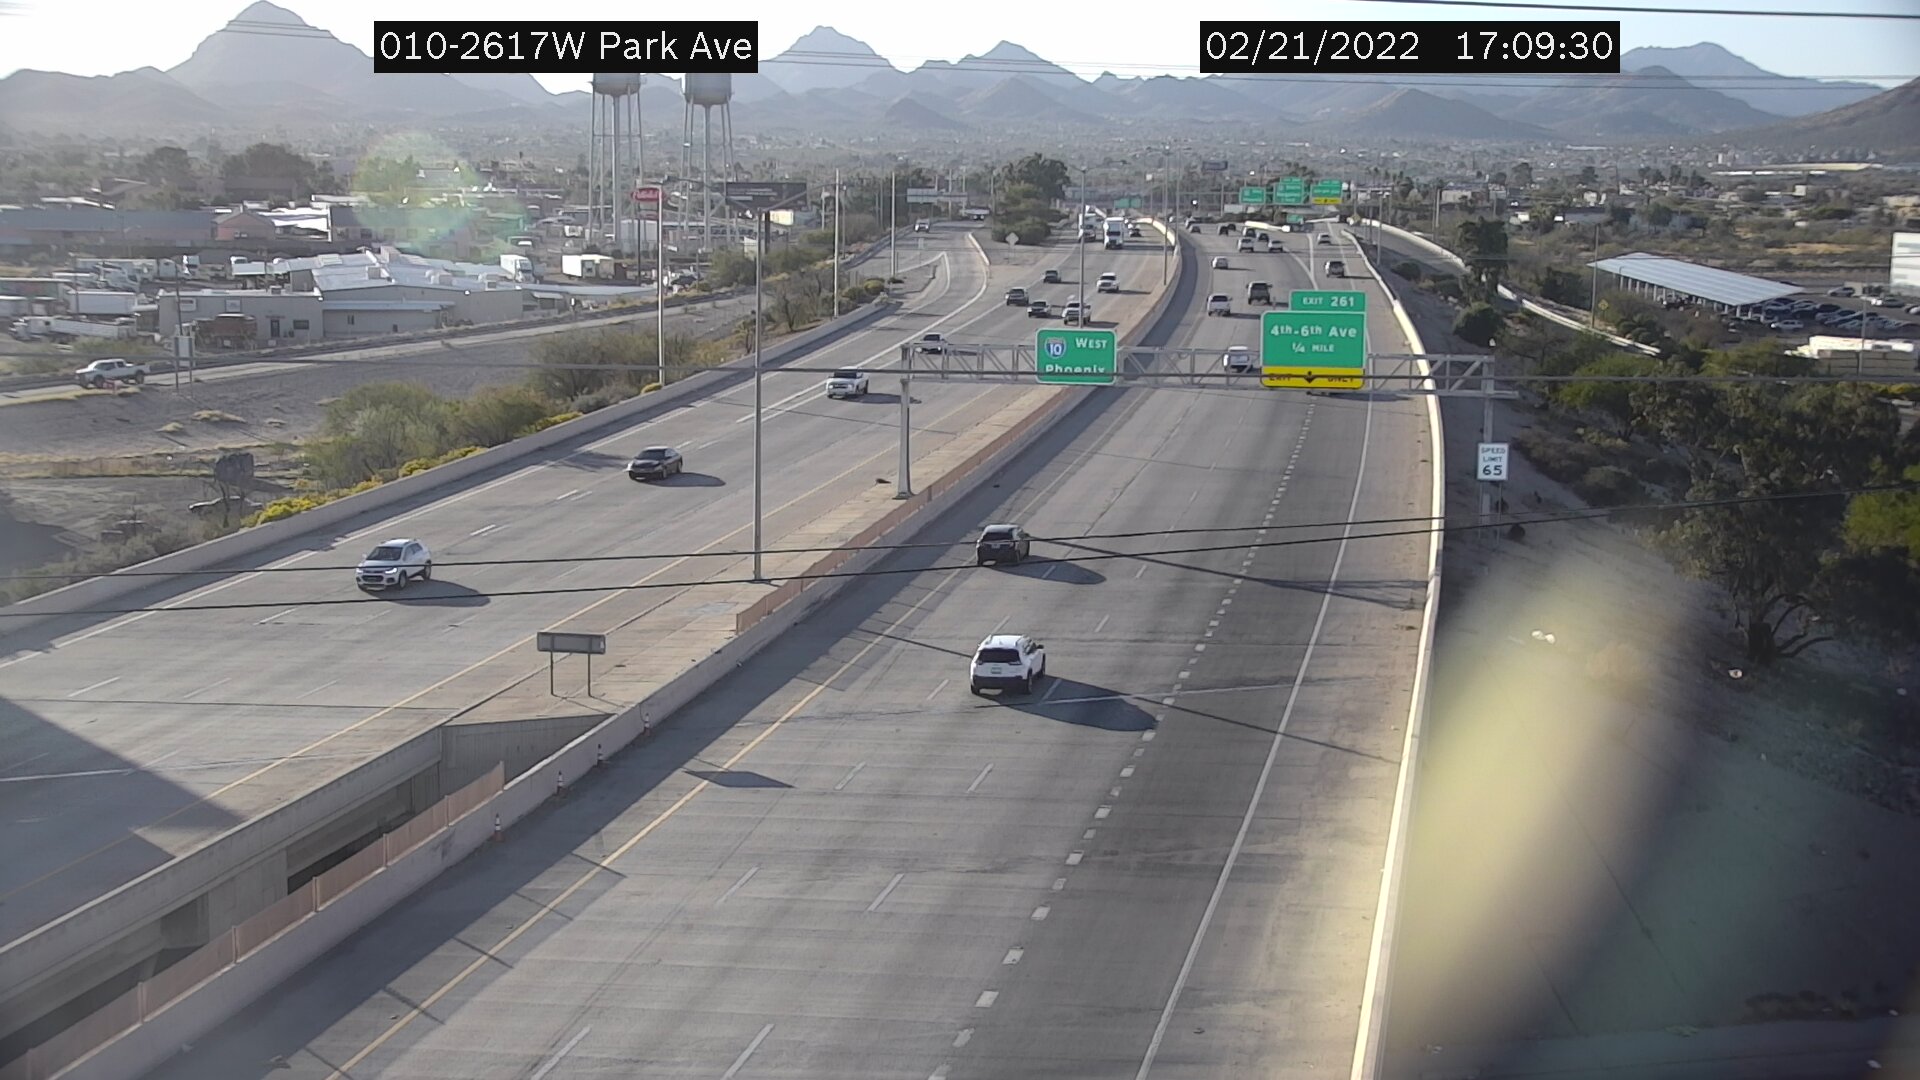 010-2617W Park Ave
02/21/2022 17:09:30
EXIT 261
4th-6th Ave
1/4 MILE
EXIT ONLY
10 WEST
Phoenix
SPEED
LIMIT
65